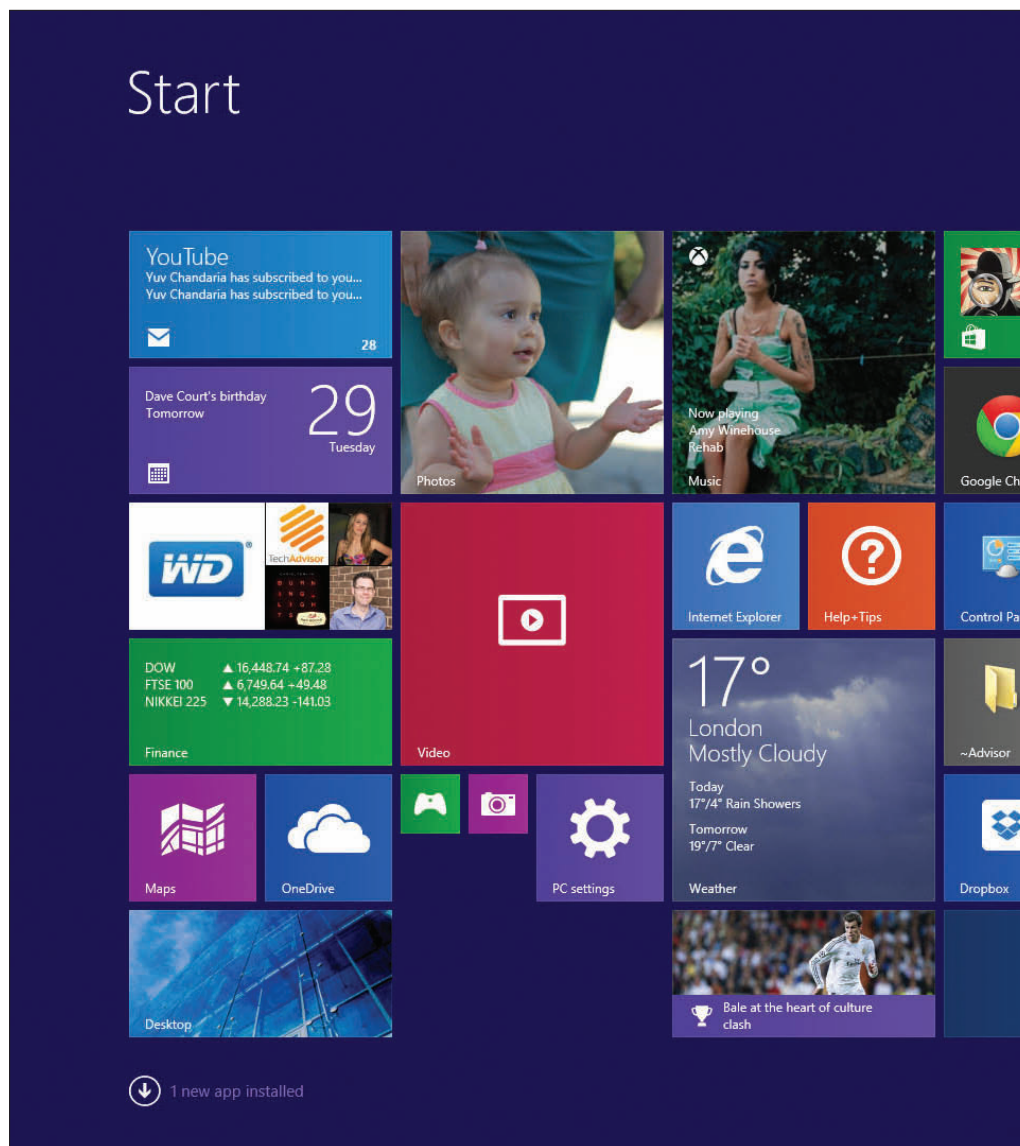 Start
YouTube
Yuv Chandaria has subscribed to you...
Yuv Chandaria has subscribed to you...
28
Dave Court's birthday
Tomorrow
29
Tuesday
Photos
Now playing
Amy Winehouse
Rehab
Music
Google Ch
WD®
TechAdvisor
Internet Explorer
Help+Tips
Control Pa
DOW ▲ 16,448.74 +87.28
FTSE 100 ▲ 6,749.64 +49.48
NIKKEI 225 ▼ 14,288.23 -141.03
Finance
Video
17°
London
Mostly Cloudy
Today
17°/4° Rain Showers
Tomorrow
19°/7° Clear
Weather
~Advisor
Maps
OneDrive
PC settings
Dropbox
Desktop
Bale at the heart of culture
clash
1 new app installed